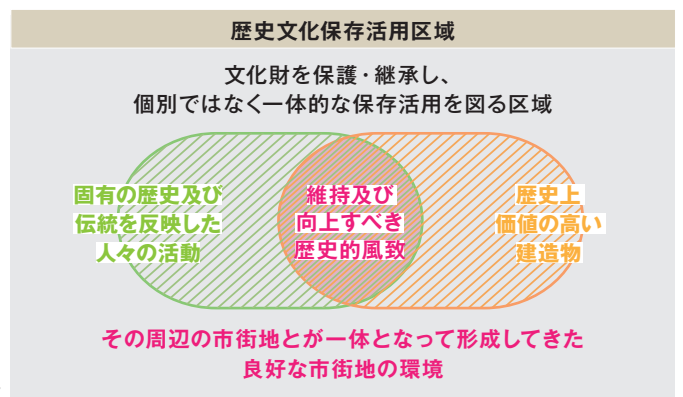 歴史文化保存活用区域
文化財を保護・継承し、
個別ではなく一体的な保存活用を図る区域
固有の歴史及び
伝統を反映した
人々の活動
維持及び
向上すべき
歴史的風致
歴史上
価値の高い
建造物
その周辺の市街地とが一体となって形成してきた
良好な市街地の環境